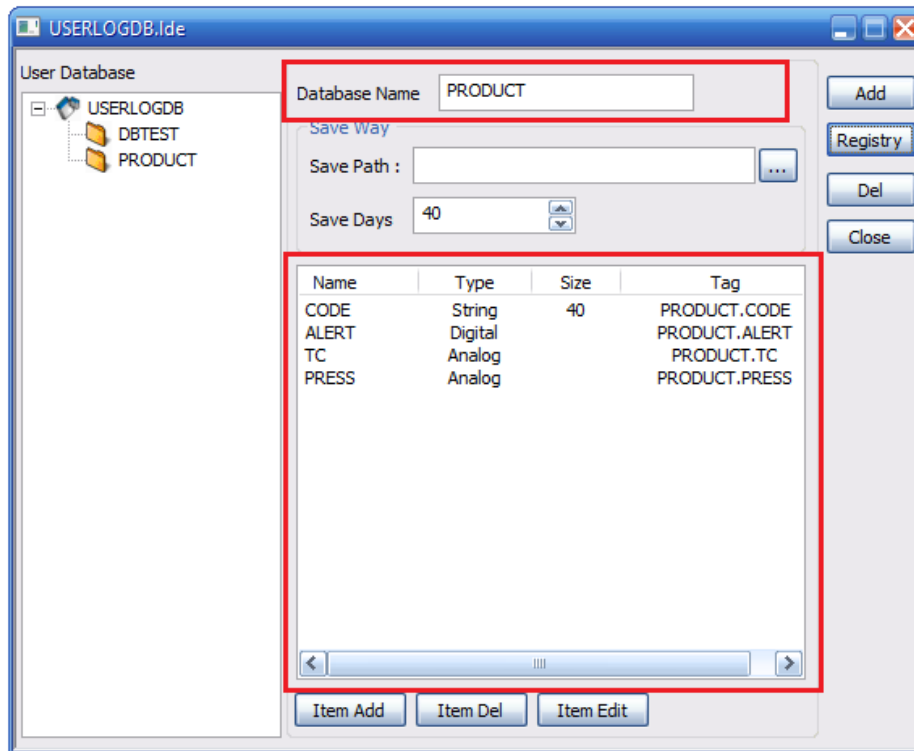 USERLOGDB.lde
User Database
USERLOGDB
DBTEST
PRODUCT
Database Name PRODUCT
Save Way
Save Path : ...
Save Days 40
Name Type Size Tag
CODE String 40 PRODUCT.CODE
ALERT Digital PRODUCT.ALERT
TC Analog PRODUCT.TC
PRESS Analog PRODUCT.PRESS
Item Add Item Del Item Edit
Add
Registry
Del
Close